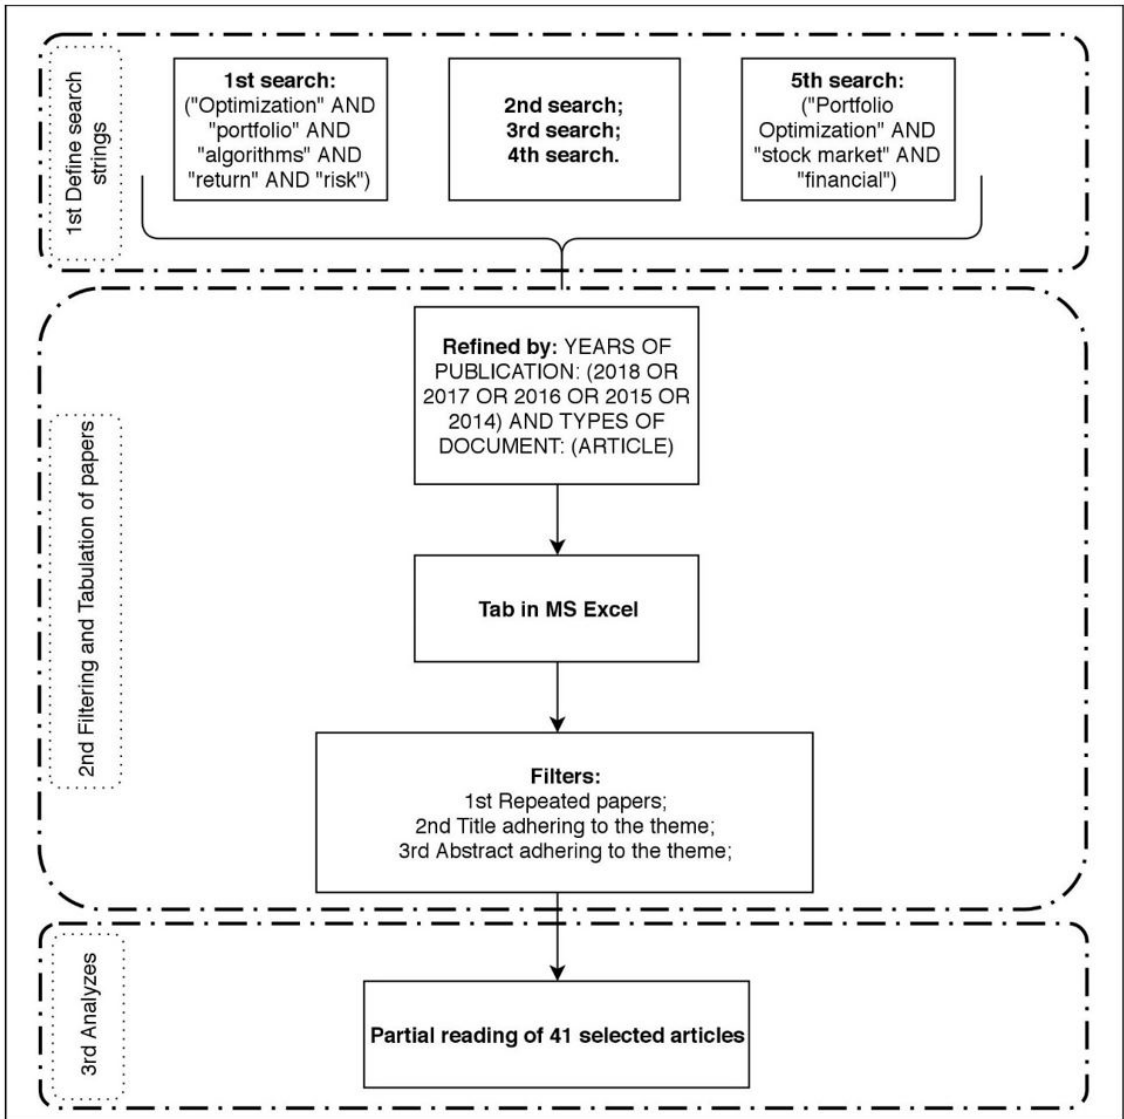 1st Define search
strings
1st search:
("Optimization" AND
"portfolio" AND
"algorithms" AND
"return" AND "risk")
2nd search;
3rd search;
4th search.
5th search:
("Portfolio
Optimization" AND
"stock market" AND
"financial")
2nd Filtering and Tabulation of papers
Refined by: YEARS OF
PUBLICATION: (2018 OR
2017 OR 2016 OR 2015 OR
2014) AND TYPES OF
DOCUMENT: (ARTICLE)
Tab in MS Excel
Filters:
1st Repeated papers;
2nd Title adhering to the theme;
3rd Abstract adhering to the theme;
3rd Analyzes
Partial reading of 41 selected articles